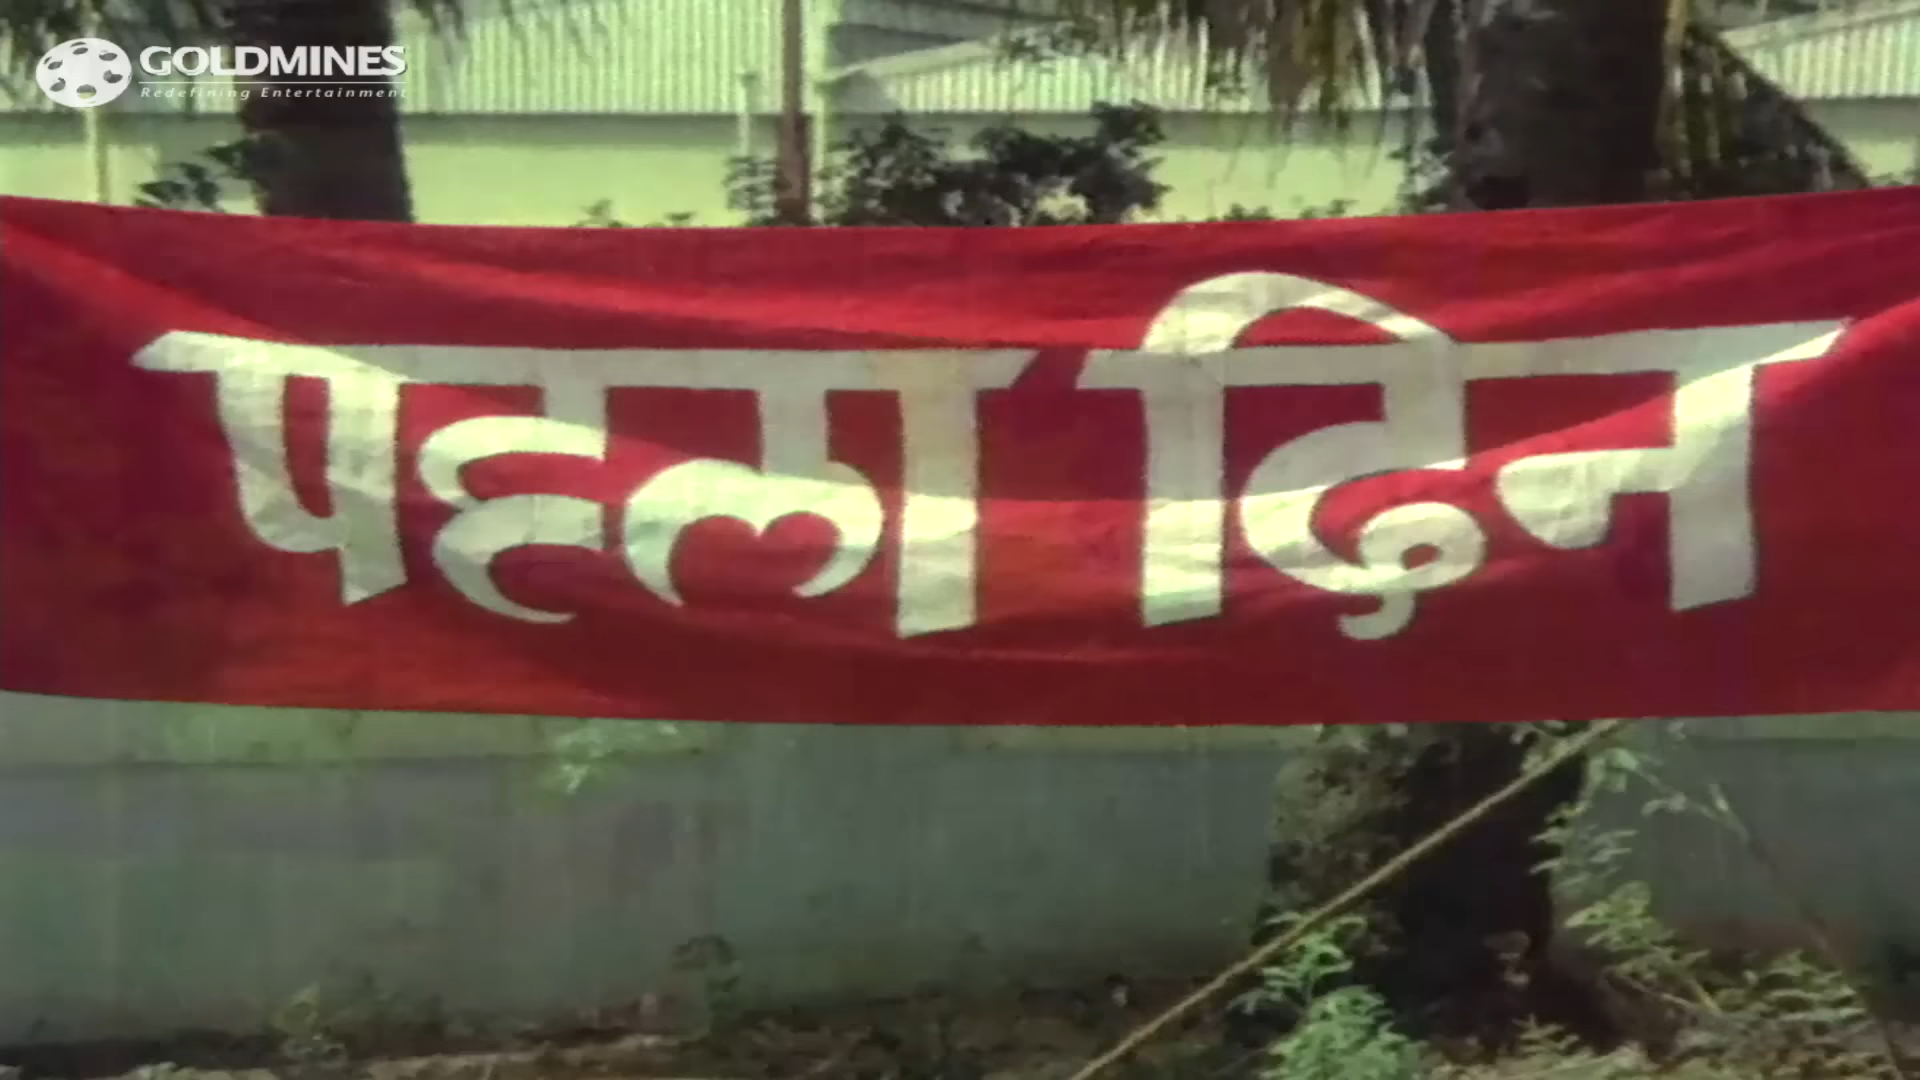 GOLDMINES
Redefining Entertainment
पहला दिन